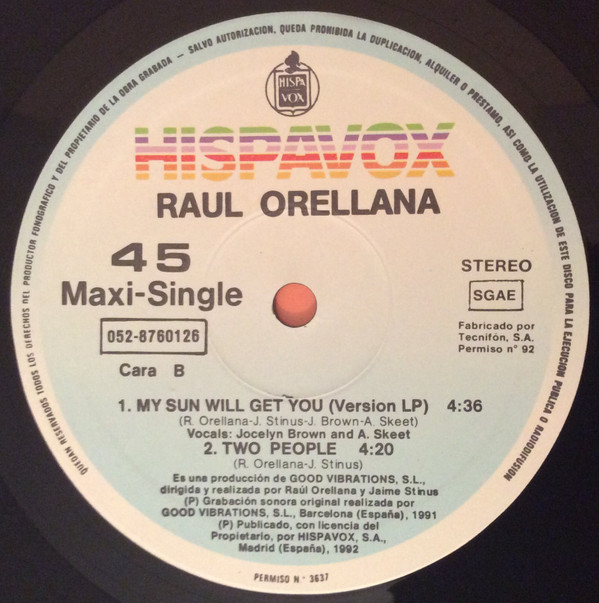 QUEDAN RESERVADOS TODOS LOS DERECHOS DEL PRODUCTOR FONOGRAFICO Y DEL PROPIETARIO DE LA OBRA GRABADA - SALVO AUTORIZACION, QUEDA PROHIBIDA LA DUPLICACION, ALQUILER O PRESTAMO, ASI COMO LA UTILIZACION DE ESTE DISCO PARA LA EJECUCION PUBLICA O RADIODIFUSION
HISPA
VOX
HISPAVOX
RAUL ORELLANA
45
Maxi-Single
052-8760126
Cara B
STEREO
SGAE
Fabricado por
Tecnifón, S.A.
Permiso n° 92
1. MY SUN WILL GET YOU (Version LP) 4:36
(R. Orellana-J. Stinus-J. Brown-A. Skeet)
Vocals: Jocelyn Brown and A. Skeet
2. TWO PEOPLE 4:20
(R. Orellana-J. Stinus)
Es una producción de GOOD VIBRATIONS, S.L.,
dirigida y realizada por Raúl Orellana y Jaime Stinus
(P) Grabación sonora original realizada por
GOOD VIBRATIONS, S.L., Barcelona (España), 1991
(P) Publicado, con licencia del
Propietario, por HISPAVOX, S.A.,
Madrid (España), 1992
PERMISO N.° 3637